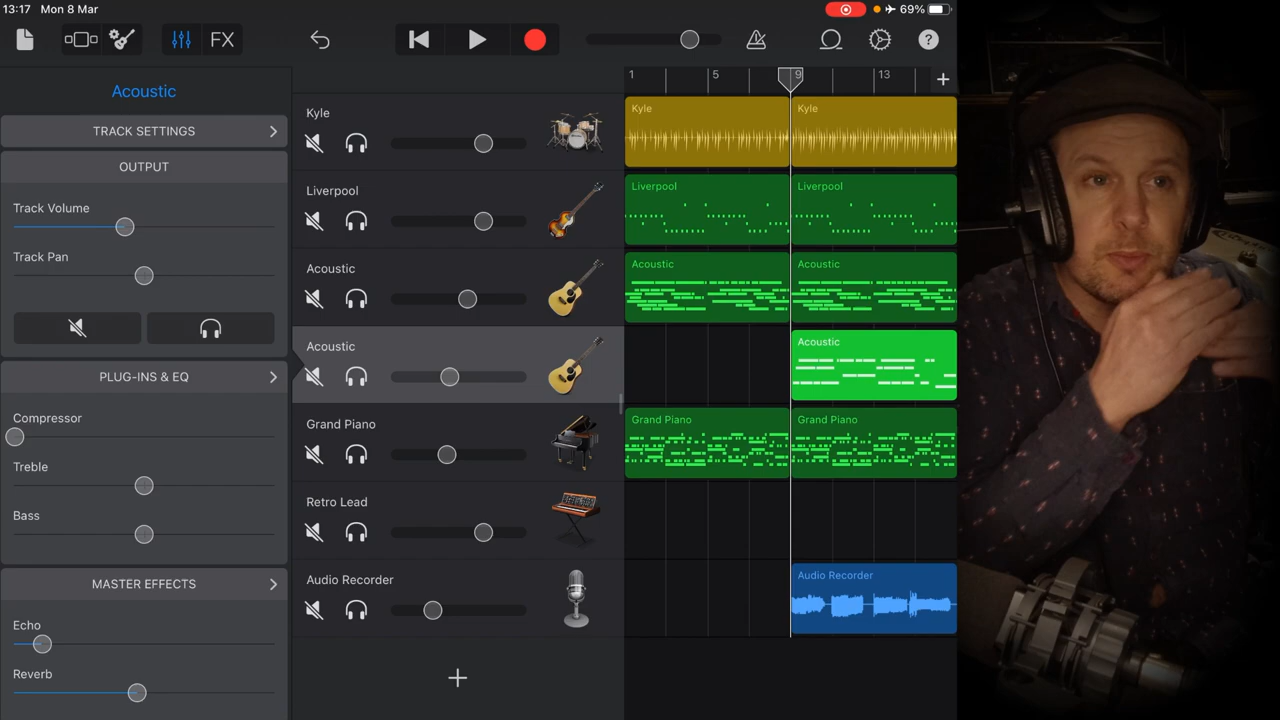 13:17 Mon 8 Mar
69%
FX
?
Acoustic
TRACK SETTINGS
OUTPUT
Track Volume
Track Pan
PLUG-INS & EQ
Compressor
Treble
Bass
MASTER EFFECTS
Echo
Reverb
1 5 9 13 +
Kyle
Kyle Kyle
Liverpool
Liverpool Liverpool
Acoustic
Acoustic Acoustic
Acoustic
Acoustic
Grand Piano
Grand Piano Grand Piano
Retro Lead
Audio Recorder
Audio Recorder
+